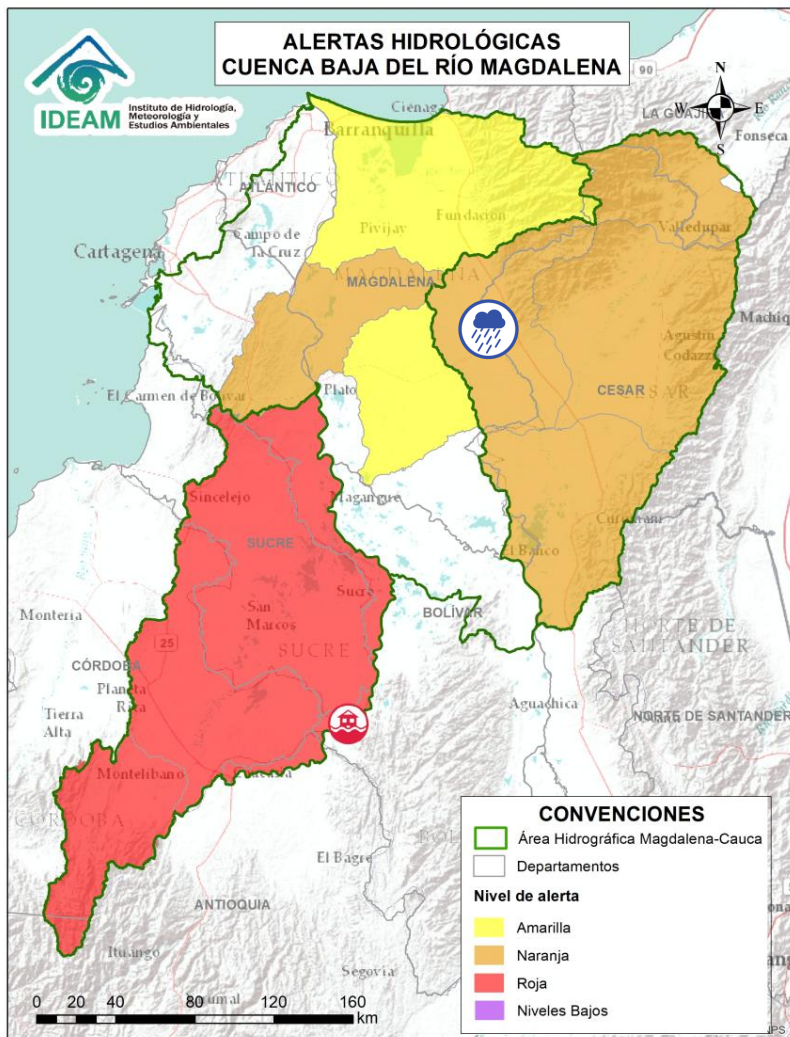 ALERTAS HIDROLÓGICAS
CUENCA BAJA DEL RÍO MAGDALENA
IDEAM
Instituto de Hidrología,
Meteorología y
Estudios Ambientales
N
W
E
S
90
LA GUAJIRA
Fonseca
Ciénaga
Barranquilla
ATLÁNTICO
Campo de
la Cruz
Pivijay
Fundación
Valledupar
Cartagena
MAGDALENA
Agustín
Codazzi
CESAR
CESAR
El Carmen de Bolívar
Plato
Sincelejo
Magangué
SUCRE
El Banco
Sucre
San
Marcos
SUCRE
BOLÍVAR
Montería
25
CÓRDOBA
Planeta
Rica
Tierra
Alta
NORTE DE
SANTANDER
Aguachica
NORTE DE SANTANDER
Montelíbano
CÓRDOBA
El Bagre
ANTIOQUIA
Ituango
Segovia
0 20 40 80 120 160
km
CONVENCIONES
Área Hidrográfica Magdalena-Cauca
Departamentos
Nivel de alerta
Amarilla
Naranja
Roja
Niveles Bajos